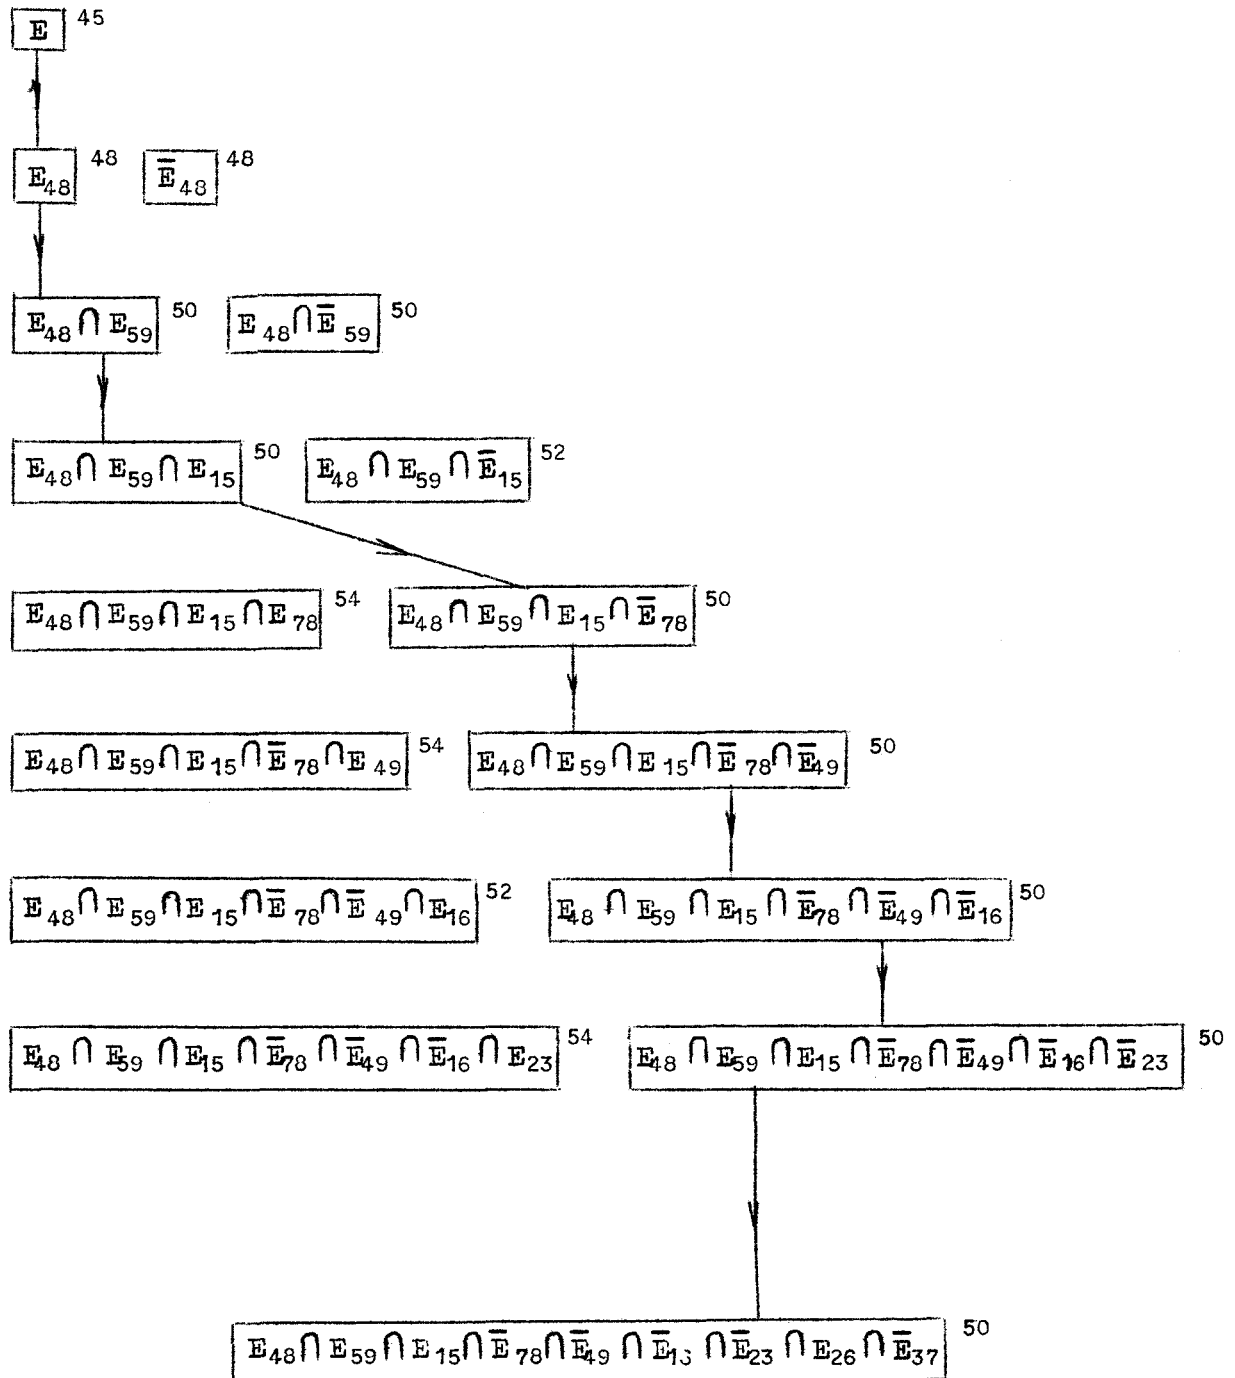 E 45
E₄₈ 48 Ē₄₈ 48
E₄₈ ∩ E₅₉ 50 E₄₈ ∩ Ē₅₉ 50
E₄₈ ∩ E₅₉ ∩ E₁₅ 50 E₄₈ ∩ E₅₉ ∩ Ē₁₅ 52
E₄₈ ∩ E₅₉ ∩ E₁₅ ∩ E₇₈ 54 E₄₈ ∩ E₅₉ ∩ E₁₅ ∩ Ē₇₈ 50
E₄₈ ∩ E₅₉ ∩ E₁₅ ∩ Ē₇₈ ∩ E₄₉ 54 E₄₈ ∩ E₅₉ ∩ E₁₅ ∩ Ē₇₈ ∩ Ē₄₉ 50
E₄₈ ∩ E₅₉ ∩ E₁₅ ∩ Ē₇₈ ∩ Ē₄₉ ∩ E₁₆ 52 E₄₈ ∩ E₅₉ ∩ E₁₅ ∩ Ē₇₈ ∩ Ē₄₉ ∩ Ē₁₆ 50
E₄₈ ∩ E₅₉ ∩ E₁₅ ∩ Ē₇₈ ∩ Ē₄₉ ∩ Ē₁₆ ∩ E₂₃ 54 E₄₈ ∩ E₅₉ ∩ E₁₅ ∩ Ē₇₈ ∩ Ē₄₉ ∩ Ē₁₆ ∩ Ē₂₃ 50
E₄₈ ∩ E₅₉ ∩ E₁₅ ∩ Ē₇₈ ∩ Ē₄₉ ∩ Ē₁₆ ∩ Ē₂₃ ∩ E₂₆ ∩ Ē₃₇ 50